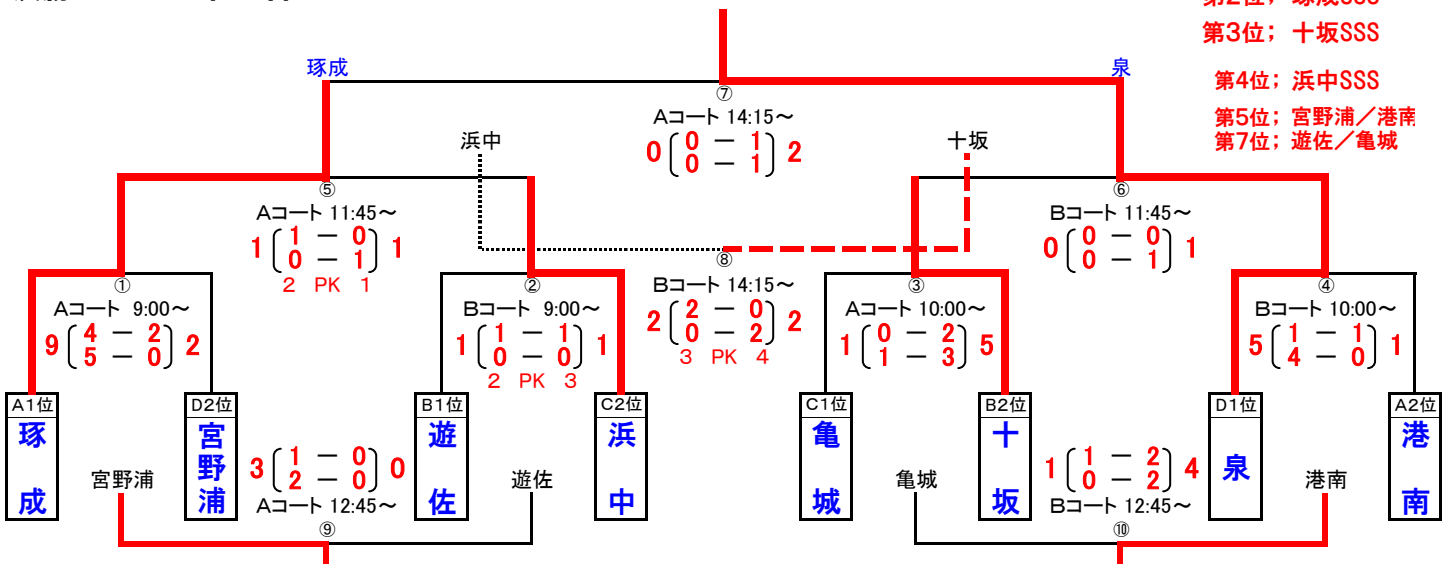 第2位; 琢成SSS
第3位; 十坂SSS
琢成
泉
第4位; 浜中SSS
⑦
Aコート 14:15～
第5位; 宮野浦／港南
浜中
十坂
第7位; 遊佐／亀城
0 0 － 1 2
0 － 1
⑤
⑥
Aコート 11:45～
Bコート 11:45～
1 1 － 0 1
0 － 1
2 PK 1
0 0 － 0 1
0 － 1
⑧
Bコート 14:15～
2 2 － 0 2
0 － 2
3 PK 4
①
②
③
④
Aコート 9:00～
Bコート 9:00～
Aコート 10:00～
Bコート 10:00～
9 4 － 2 2
5 － 0
1 1 － 1 1
0 － 0
2 PK 3
1 0 － 2 5
1 － 3
5 1 － 1 1
4 － 0
A1位
D2位
B1位
C2位
C1位
B2位
D1位
A2位
琢成
宮野浦
遊佐
浜中
亀城
十坂
泉
港南
宮野浦
3 1 － 0 0
2 － 0
Aコート 12:45～
遊佐
⑨
亀城
1 1 － 2 4
0 － 2
Bコート 12:45～
港南
⑩